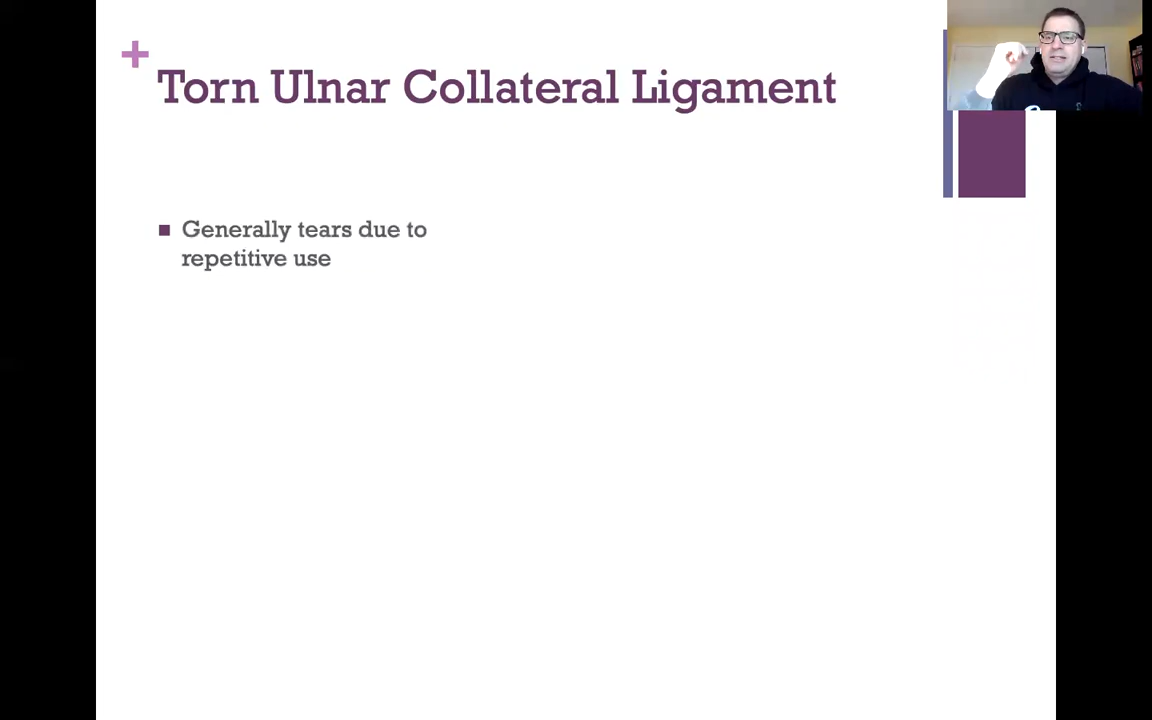 +
Torn Ulnar Collateral Ligament
Generally tears due to
repetitive use